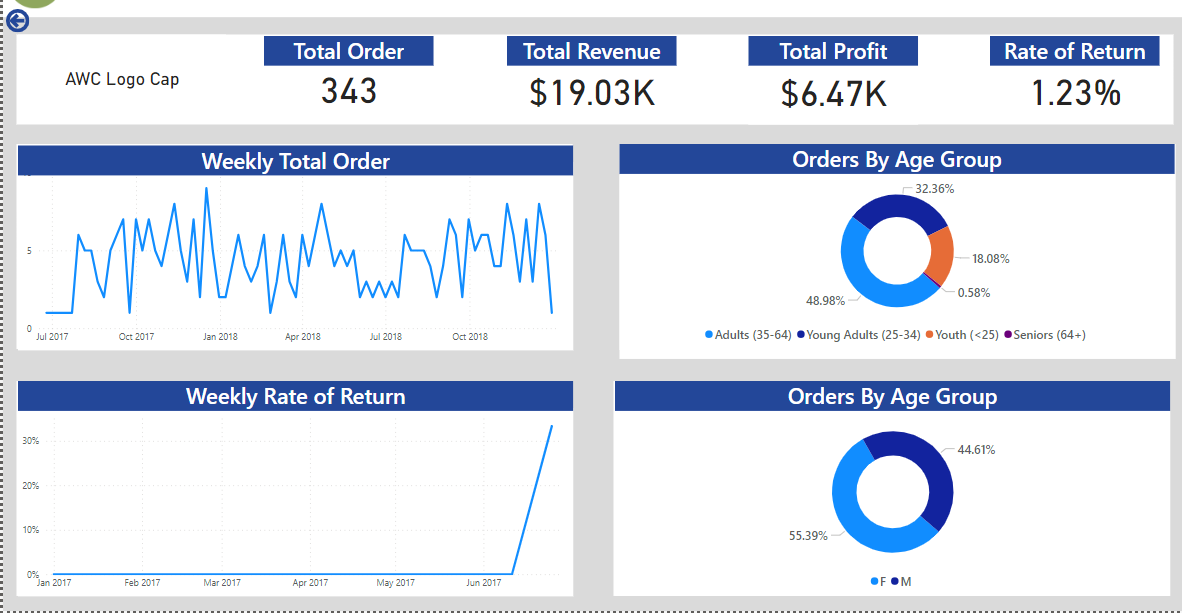 AWC Logo Cap
Total Order
343
Total Revenue
$19.03K
Total Profit
$6.47K
Rate of Return
1.23%
Weekly Total Order
5
0
Jul 2017 Oct 2017 Jan 2018 Apr 2018 Jul 2018 Oct 2018
Orders By Age Group
32.36%
18.08%
0.58%
48.98%
Adults (35-64) Young Adults (25-34) Youth (<25) Seniors (64+)
Weekly Rate of Return
30%
20%
10%
0%
Jan 2017 Feb 2017 Mar 2017 Apr 2017 May 2017 Jun 2017
Orders By Age Group
44.61%
55.39%
F M